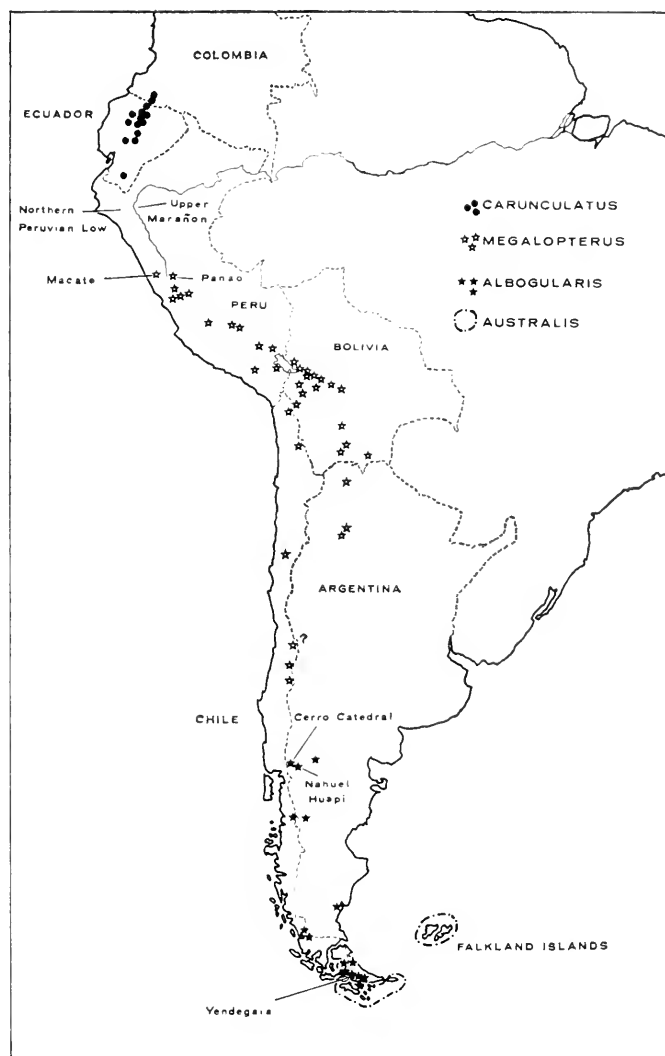 COLOMBIA
ECUADOR
CARUNCULATUS
Northern
Peruvian Low
Upper
Marañon
MEGALOPTERUS
Macate
Panao
ALBOGULARIS
PERU
AUSTRALIS
BOLIVIA
ARGENTINA
?
CHILE
Cerro Catedral
Nahuel
Huapi
FALKLAND ISLANDS
Yendegaia